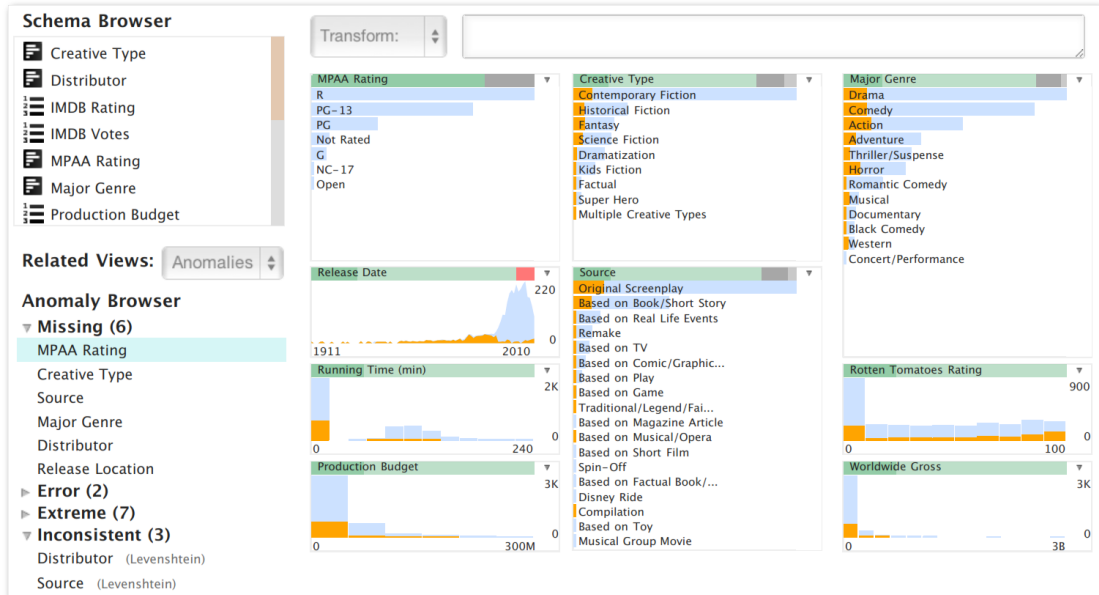 Schema Browser
Creative Type
Distributor
IMDB Rating
IMDB Votes
MPAA Rating
Major Genre
Production Budget
Related Views: Anomalies
Anomaly Browser
Missing (6)
MPAA Rating
Creative Type
Source
Major Genre
Distributor
Release Location
Error (2)
Extreme (7)
Inconsistent (3)
Distributor (Levenshtein)
Source (Levenshtein)
Transform:
MPAA Rating
R
PG-13
PG
Not Rated
G
NC-17
Open
Creative Type
Contemporary Fiction
Historical Fiction
Fantasy
Science Fiction
Dramatization
Kids Fiction
Factual
Super Hero
Multiple Creative Types
Major Genre
Drama
Comedy
Action
Adventure
Thriller/Suspense
Horror
Romantic Comedy
Musical
Documentary
Black Comedy
Western
Concert/Performance
Release Date
220
0
1911 2010
Source
Original Screenplay
Based on Book/Short Story
Based on Real Life Events
Remake
Based on TV
Based on Comic/Graphic...
Based on Play
Based on Game
Traditional/Legend/Fai...
Based on Magazine Article
Based on Musical/Opera
Based on Short Film
Spin-Off
Based on Factual Book/...
Disney Ride
Compilation
Based on Toy
Musical Group Movie
Running Time (min)
2K
0
0 240
Rotten Tomatoes Rating
900
0
0 100
Production Budget
3K
0
0 300M
Worldwide Gross
3K
0
0 3B